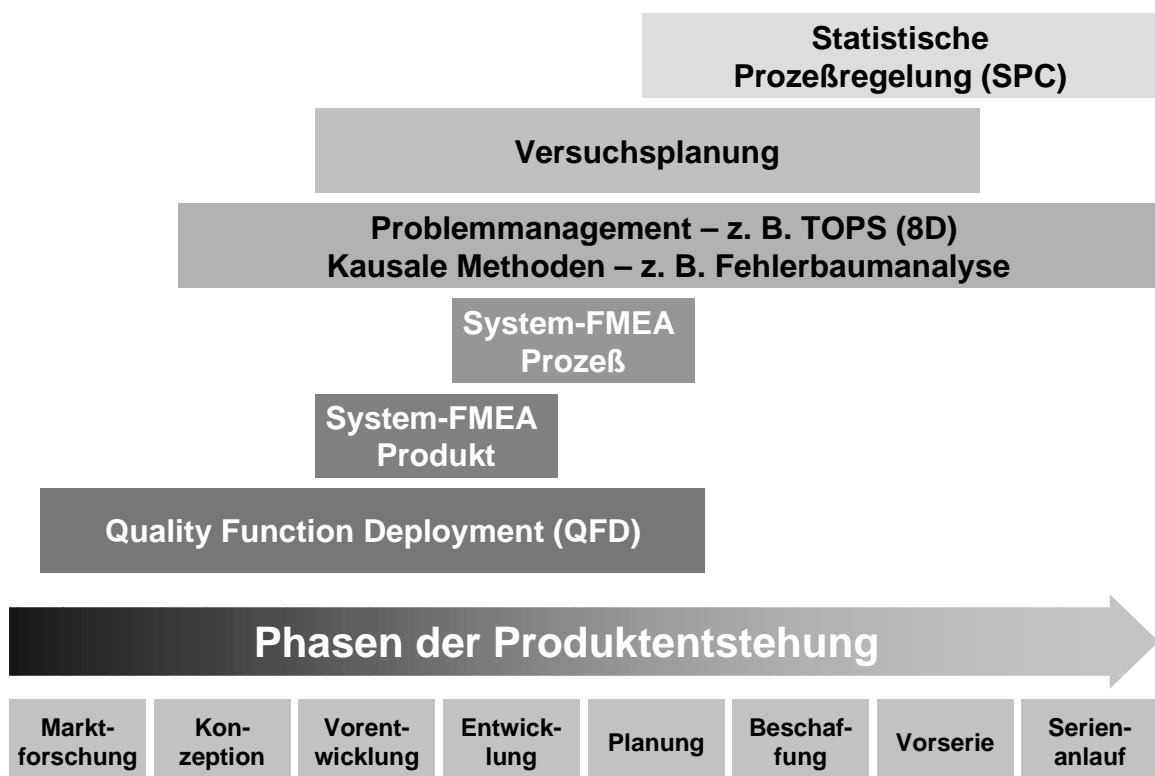 Statistische
Prozeßregelung (SPC)
Versuchsplanung
Problemmanagement – z. B. TOPS (8D)
Kausale Methoden – z. B. Fehlerbaumanalyse
System-FMEA
Prozeß
System-FMEA
Produkt
Quality Function Deployment (QFD)
Phasen der Produktentstehung
Markt-
forschung
Kon-
zeption
Vorent-
wicklung
Entwick-
lung
Planung
Beschaf-
fung
Vorserie
Serien-
anlauf